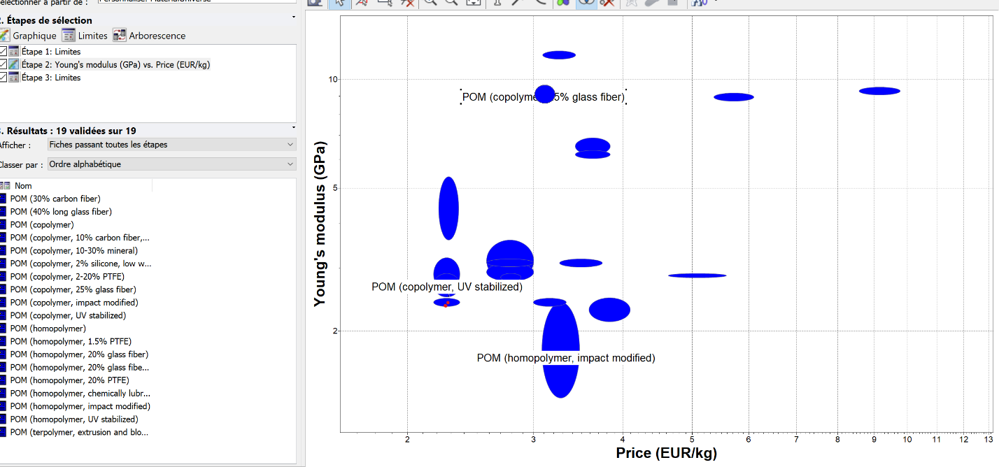 Personnaliser: MaterialUniverse
Étapes de sélection
Graphique Limites Arborescence
Étape 1: Limites
Étape 2: Young's modulus (GPa) vs. Price (EUR/kg)
Étape 3: Limites
Résultats : 19 validées sur 19
Afficher : Fiches passant toutes les étapes
Classer par : Ordre alphabétique
Nom
POM (30% carbon fiber)
POM (40% long glass fiber)
POM (copolymer)
POM (copolymer, 10% carbon fiber,...
POM (copolymer, 10-30% mineral)
POM (copolymer, 2% silicone, low w...
POM (copolymer, 2-20% PTFE)
POM (copolymer, 25% glass fiber)
POM (copolymer, impact modified)
POM (copolymer, UV stabilized)
POM (homopolymer)
POM (homopolymer, 1.5% PTFE)
POM (homopolymer, 20% glass fiber)
POM (homopolymer, 20% glass fibe...
POM (homopolymer, 20% PTFE)
POM (homopolymer, chemically lubr...
POM (homopolymer, impact modified)
POM (homopolymer, UV stabilized)
POM (terpolymer, extrusion and blo...
Young's modulus (GPa)
10
5
2
POM (copolyme 5% glass fiber)
POM (copolymer, UV stabilized)
POM (homopolymer, impact modified)
2 3 4 5 6 7 8 9 10 11 12 13
Price (EUR/kg)